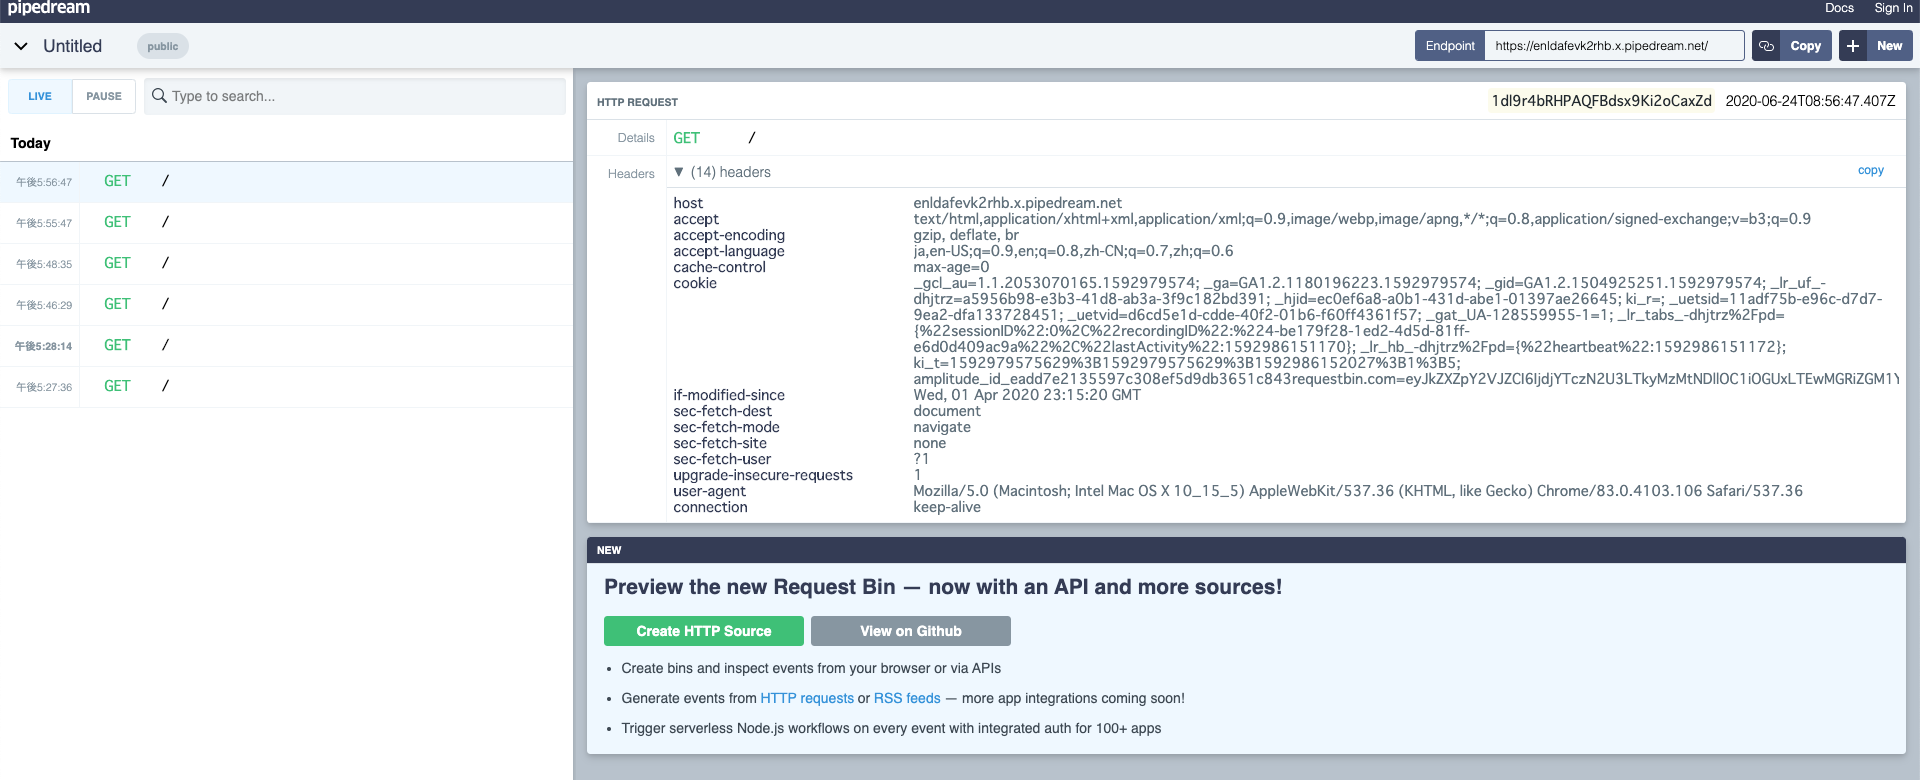 pipedream
Docs Sign In
Untitled public
Endpoint https://enldafevk2rhb.x.pipedream.net/ Copy New
LIVE PAUSE Type to search...
Today
午後5:56:47 GET /
午後5:55:47 GET /
午後5:48:35 GET /
午後5:46:29 GET /
午後5:28:14 GET /
午後5:27:36 GET /
HTTP REQUEST 1dl9r4bRHPAQFBdsx9Ki2oCaxZd 2020-06-24T08:56:47.407Z
Details GET /
Headers ▼ (14) headers copy
host enldafevk2rhb.x.pipedream.net
accept text/html,application/xhtml+xml,application/xml;q=0.9,image/webp,image/apng,*/*;q=0.8,application/signed-exchange;v=b3;q=0.9
accept-encoding gzip, deflate, br
accept-language ja,en-US;q=0.9,en;q=0.8,zh-CN;q=0.7,zh;q=0.6
cache-control max-age=0
cookie _gcl_au=1.1.2053070165.1592979574; _ga=GA1.2.1180196223.1592979574; _gid=GA1.2.1504925251.1592979574; _lr_uf_-
dhjtrz=a5956b98-e3b3-41d8-ab3a-3f9c182bd391; _hjid=ec0ef6a8-a0b1-431d-abe1-01397ae26645; ki_r=; _uetsid=11adf75b-e96c-d7d7-
9ea2-dfa133728451; _uetvid=d6cd5e1d-cdde-40f2-01b6-f60ff4361f57; _gat_UA-128559955-1=1; _lr_tabs_-dhjtrz%2Fpd=
{%22sessionID%22:0%2C%22recordingID%22:%224-be179f28-1ed2-4d5d-81ff-
e6d0d409ac9a%22%2C%22lastActivity%22:1592986151170}; _lr_hb_-dhjtrz%2Fpd={%22heartbeat%22:1592986151172};
ki_t=1592979575629%3B1592979575629%3B1592986152027%3B1%3B5;
amplitude_id_eadd7e2135597c308ef5d9db3651c843requestbin.com=eyJkZXZpY2VJZCI6IjdjYTczN2U3LTkyMzMtNDllOC1iOGUxLTEwMGRiZGM1Y
if-modified-since Wed, 01 Apr 2020 23:15:20 GMT
sec-fetch-dest document
sec-fetch-mode navigate
sec-fetch-site none
sec-fetch-user ?1
upgrade-insecure-requests 1
user-agent Mozilla/5.0 (Macintosh; Intel Mac OS X 10_15_5) AppleWebKit/537.36 (KHTML, like Gecko) Chrome/83.0.4103.106 Safari/537.36
connection keep-alive
NEW
Preview the new Request Bin — now with an API and more sources!
Create HTTP Source View on Github
• Create bins and inspect events from your browser or via APIs
• Generate events from HTTP requests or RSS feeds — more app integrations coming soon!
• Trigger serverless Node.js workflows on every event with integrated auth for 100+ apps